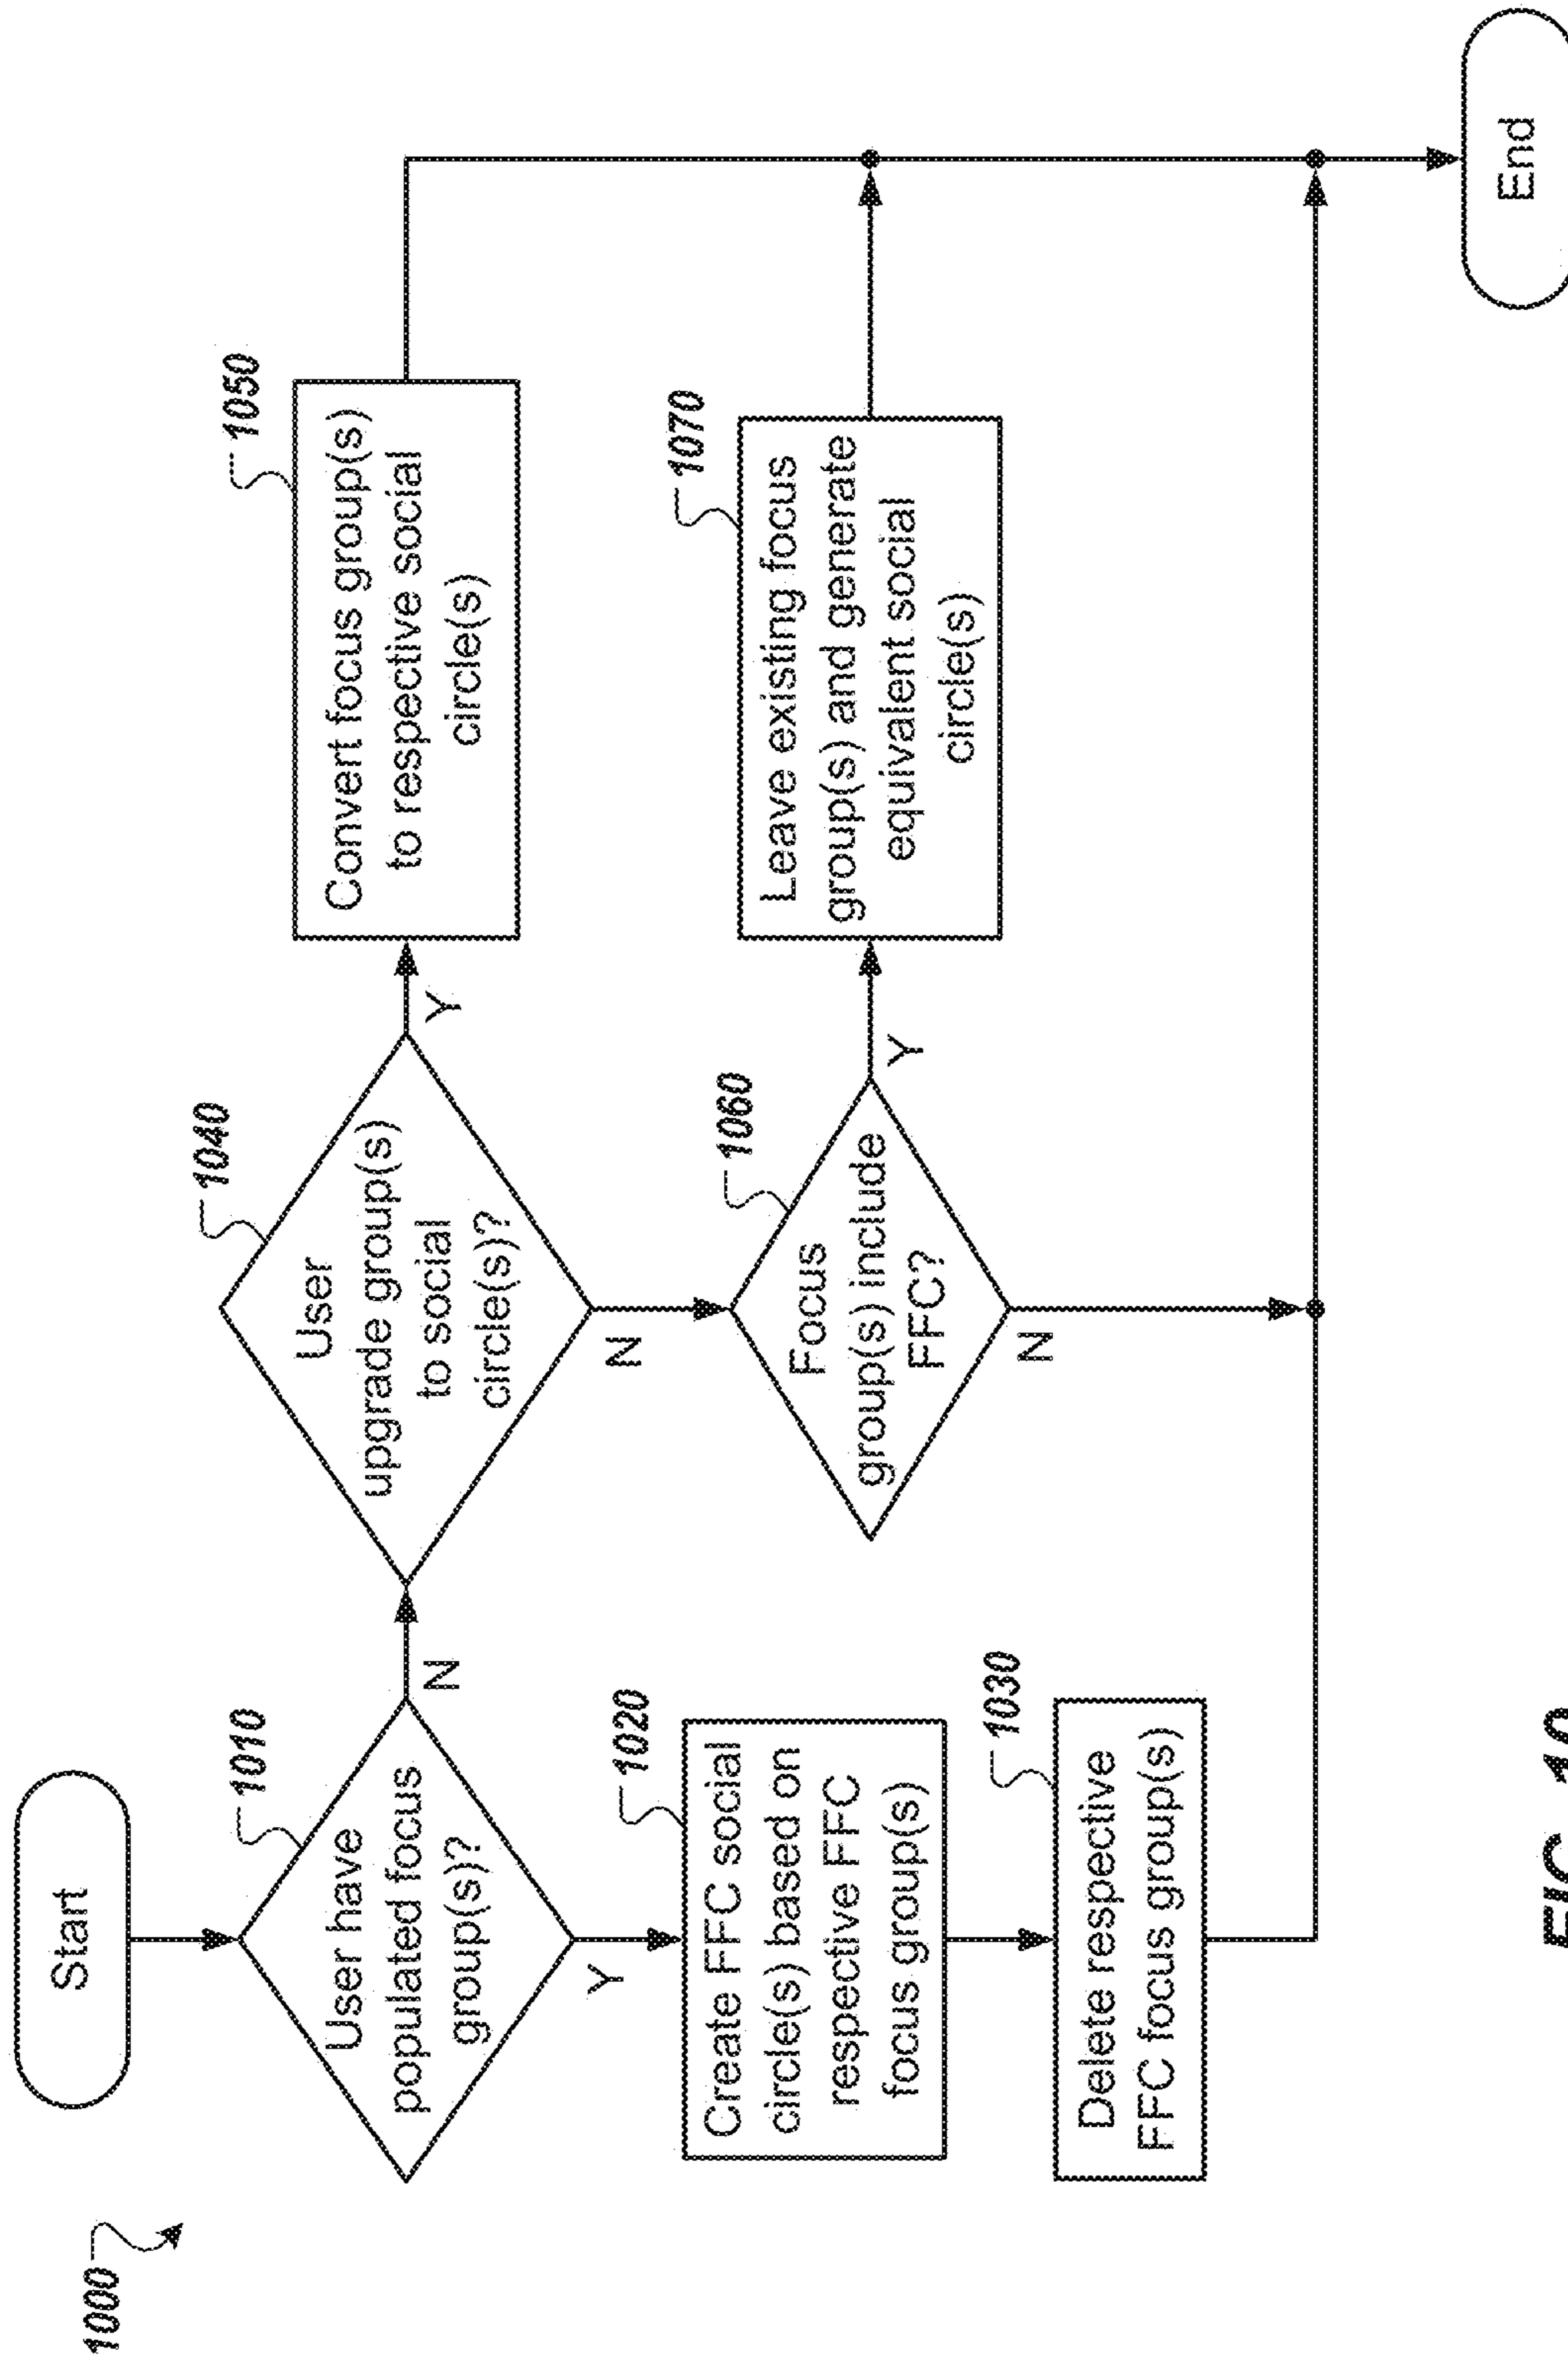 1000
Start
1010
User have
populated focus
group(s)?
N
Y
1020
Create FFC social
circle(s) based on
respective FFC
focus group(s)
1030
Delete respective
FFC focus group(s)
1040
User
upgrade group(s)
to social
circle(s)?
Y
N
1050
Convert focus group(s)
to respective social
circle(s)
1060
Focus
group(s) include
FFC?
Y
N
1070
Leave existing focus
group(s) and generate
equivalent social
circle(s)
End
FIG. 10